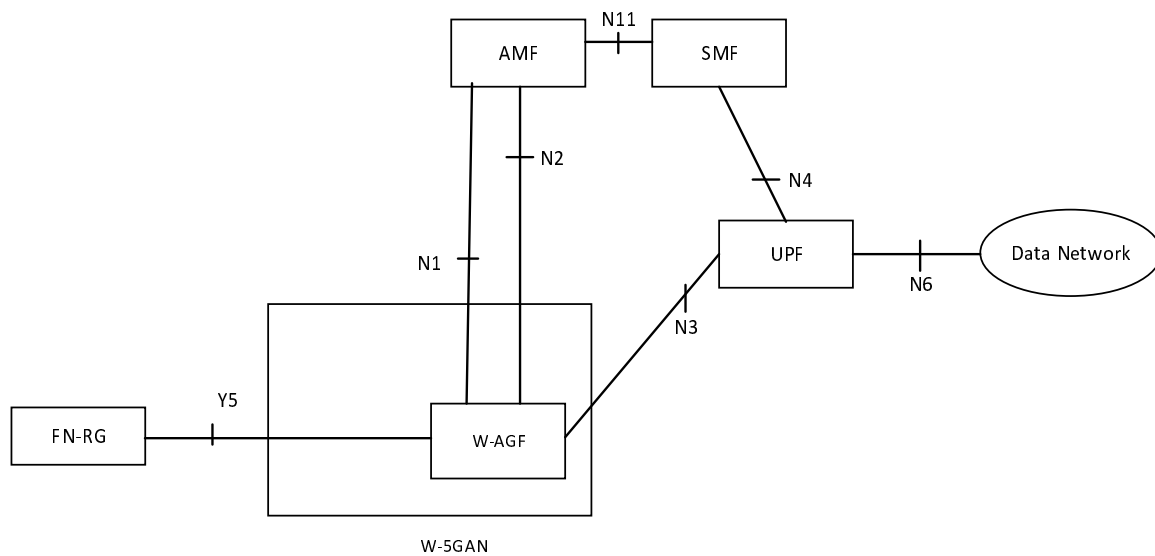 N11
AMF
SMF
N2
N4
N1
UPF
Data Network
N6
N3
Y5
FN-RG
W-AGF
W-5GAN